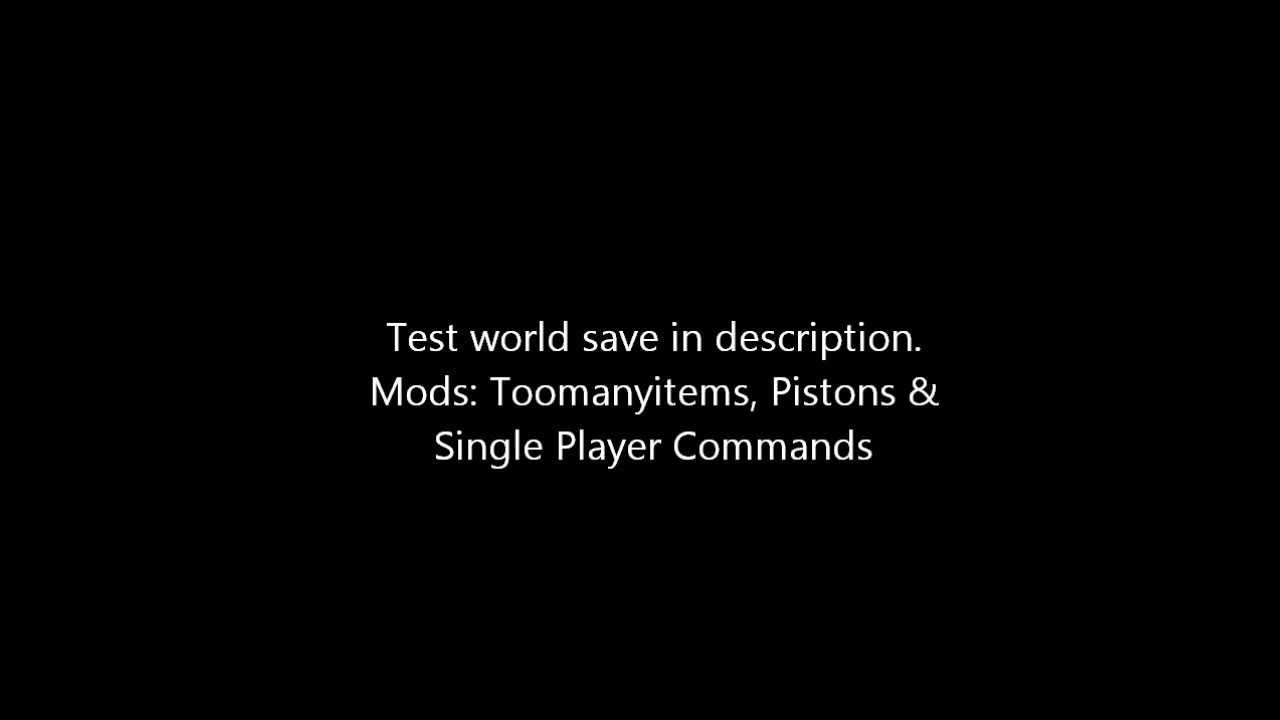 Test world save in description.
Mods: Toomanyitems, Pistons &
Single Player Commands